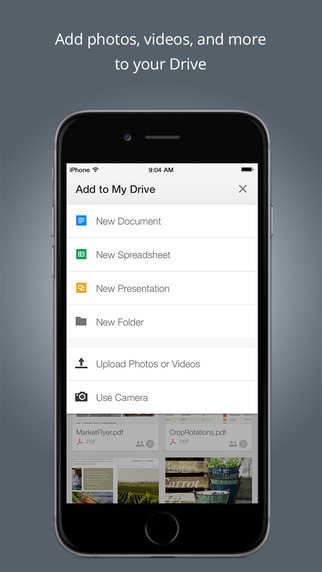 Add photos, videos, and more
to your Drive
iPhone 9:04 AM
Add to My Drive
New Document
New Spreadsheet
New Presentation
New Folder
Upload Photos or Videos
Use Camera
MarketFlyer.pdf CropRotations.pdf
PDF PDF